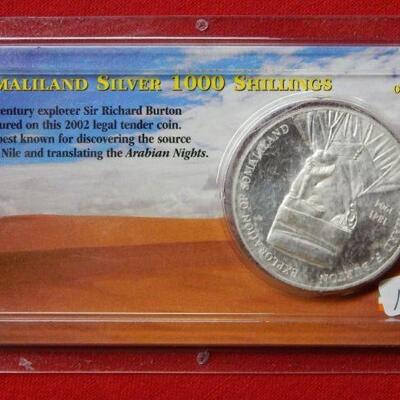 MALILAND SILVER 1000 SHILLINGS
entury explorer Sir Richard Burton
ured on this 2002 legal tender coin.
best known for discovering the source
Nile and translating the Arabian Nights.
EXPLORATION OF SOMALILAND
BURTON